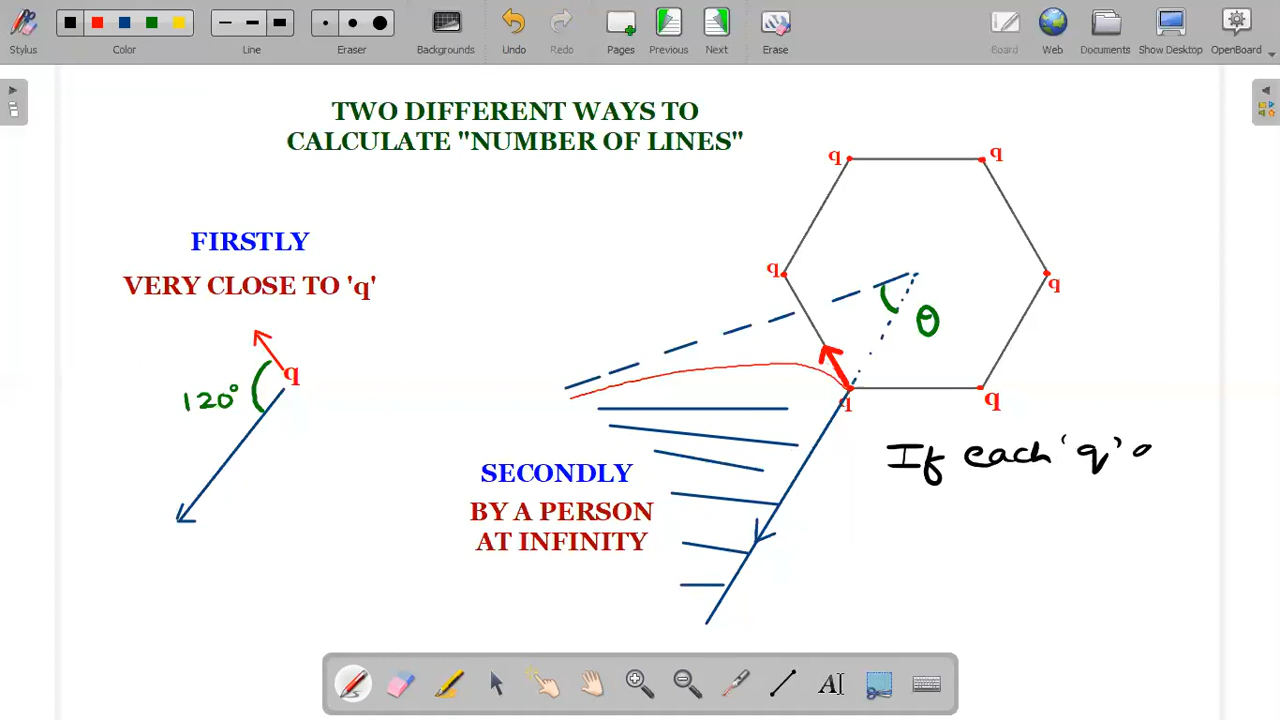 Stylus
Color
Line
Eraser
Backgrounds
Undo
Redo
Pages
Previous
Next
Erase
Board
Web
Documents
Show Desktop
OpenBoard
TWO DIFFERENT WAYS TO
CALCULATE "NUMBER OF LINES"
FIRSTLY
VERY CLOSE TO 'q'
q
120°
q
q
q
q
θ
q
q
If each 'q'
SECONDLY
BY A PERSON
AT INFINITY